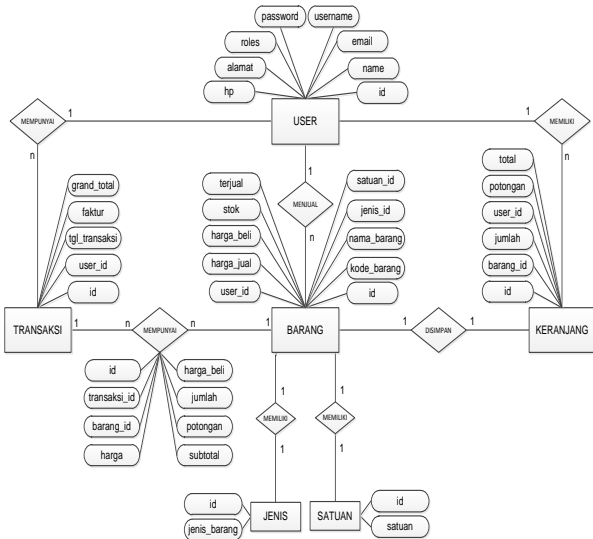 password
username
roles
email
alamat
name
hp
id
MEMPUNYAI
1
USER
1
MEMILIKI
n
1
n
grand_total
faktur
tgl_transaksi
user_id
id
terjual
stok
harga_beli
harga_jual
user_id
MENJUAL
n
satuan_id
jenis_id
nama_barang
kode_barang
id
total
potongan
user_id
jumlah
barang_id
id
TRANSAKSI
1
n
MEMPUNYAI
n
1
BARANG
1
DISIMPAN
1
KERANJANG
id
transaksi_id
barang_id
harga
harga_beli
jumlah
potongan
subtotal
1
MEMILIKI
1
1
MEMILIKI
1
id
jenis_barang
JENIS
SATUAN
id
satuan